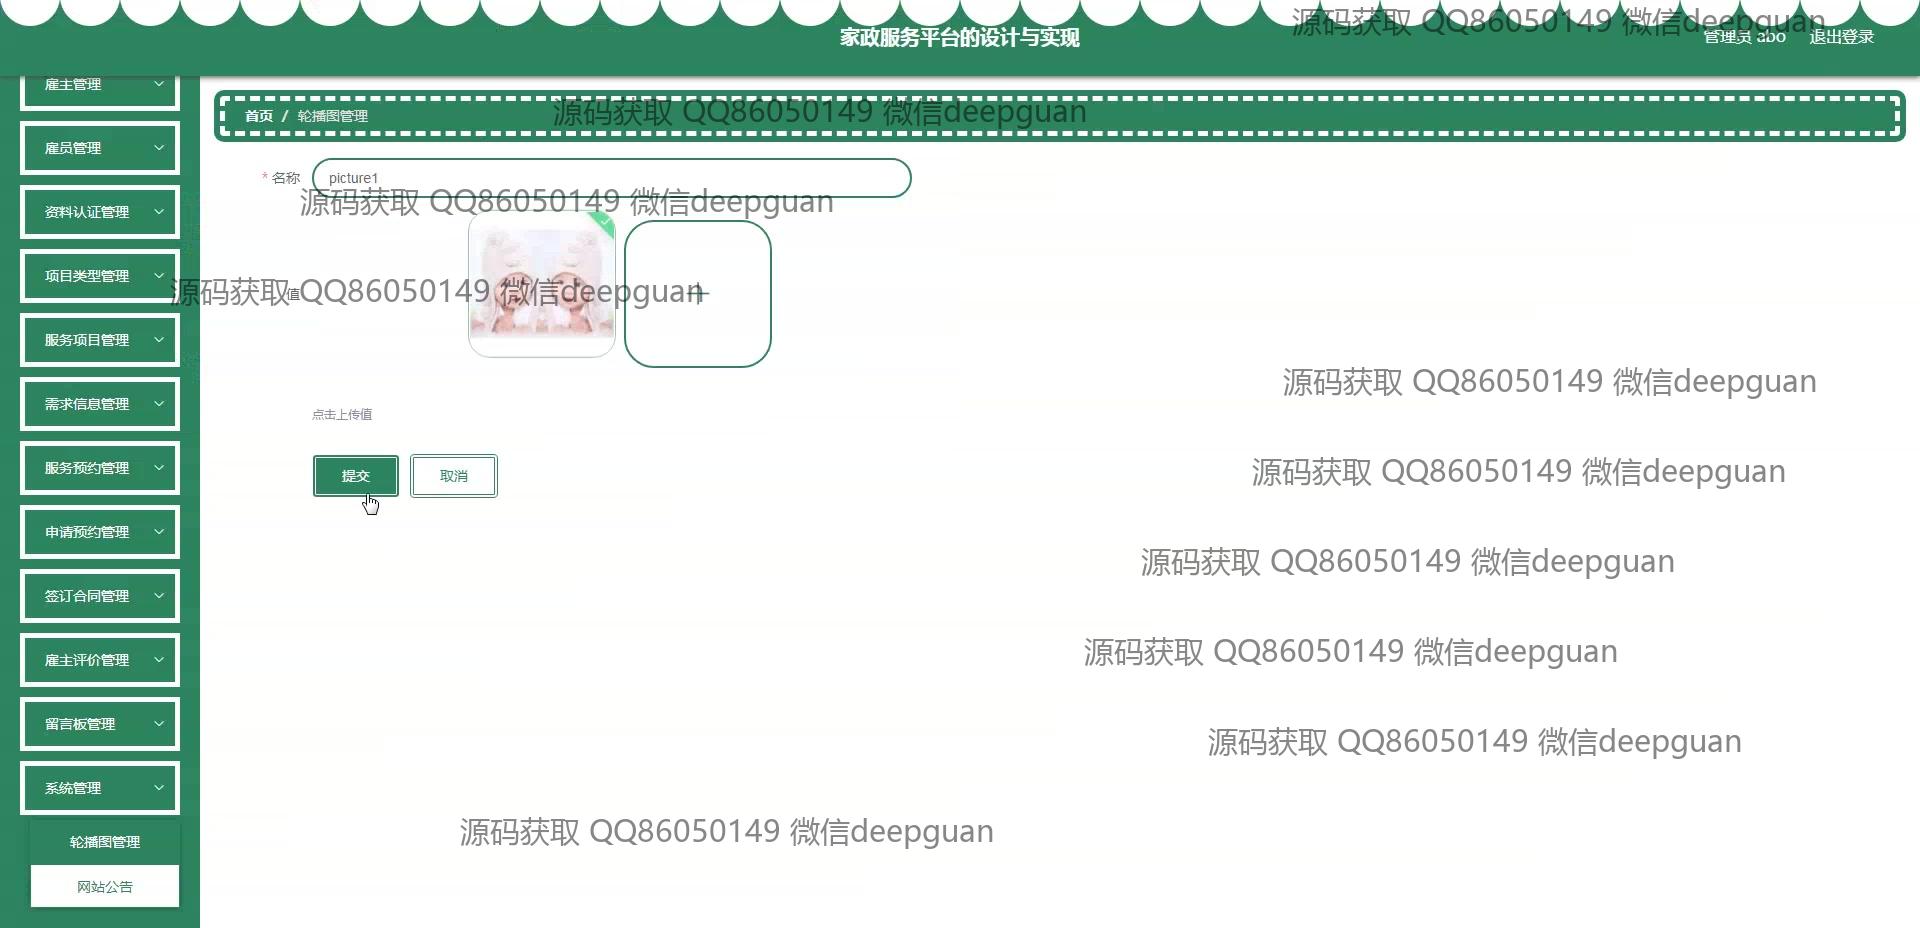 源码获取 QQ86050149 微信deepguan
家政服务平台的设计与实现
管理员 abo
退出登录
雇主管理
首页 / 轮播图管理
源码获取 QQ86050149 微信deepguan
雇员管理
* 名称
picture1
源码获取 QQ86050149 微信deepguan
资料认证管理
项目类型管理
值
源码获取 QQ86050149 微信deepguan
服务项目管理
源码获取 QQ86050149 微信deepguan
需求信息管理
点击上传值
服务预约管理
提交
取消
源码获取 QQ86050149 微信deepguan
申请预约管理
源码获取 QQ86050149 微信deepguan
签订合同管理
雇主评价管理
源码获取 QQ86050149 微信deepguan
留言板管理
源码获取 QQ86050149 微信deepguan
系统管理
源码获取 QQ86050149 微信deepguan
轮播图管理
网站公告